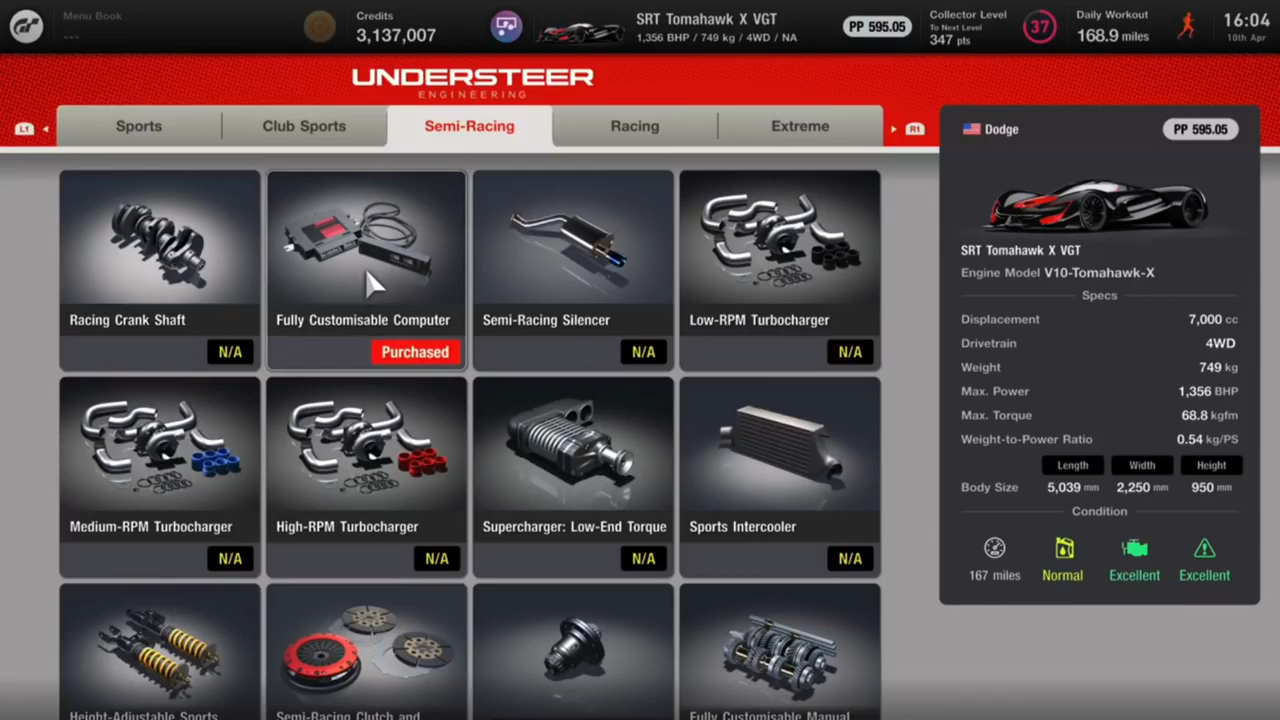 Menu Book
---
Credits
3,137,007
SRT Tomahawk X VGT
1,356 BHP / 749 kg / 4WD / NA
PP 595.05
Collector Level
To Next Level
347 pts
37
Daily Workout
168.9 miles
16:04
10th Apr
UNDERSTEER
ENGINEERING
L1
Sports
Club Sports
Semi-Racing
Racing
Extreme
R1
Racing Crank Shaft
N/A
Fully Customisable Computer
Purchased
Semi-Racing Silencer
N/A
Low-RPM Turbocharger
N/A
Medium-RPM Turbocharger
N/A
High-RPM Turbocharger
N/A
Supercharger: Low-End Torque
N/A
Sports Intercooler
N/A
Height-Adjustable Sports
Semi-Racing Clutch and
Fully Customisable Manual
Dodge
PP 595.05
SRT Tomahawk X VGT
Engine Model V10-Tomahawk-X
Specs
Displacement 7,000 cc
Drivetrain 4WD
Weight 749 kg
Max. Power 1,356 BHP
Max. Torque 68.8 kgfm
Weight-to-Power Ratio 0.54 kg/PS
Length Width Height
Body Size 5,039 mm 2,250 mm 950 mm
Condition
167 miles Normal Excellent Excellent